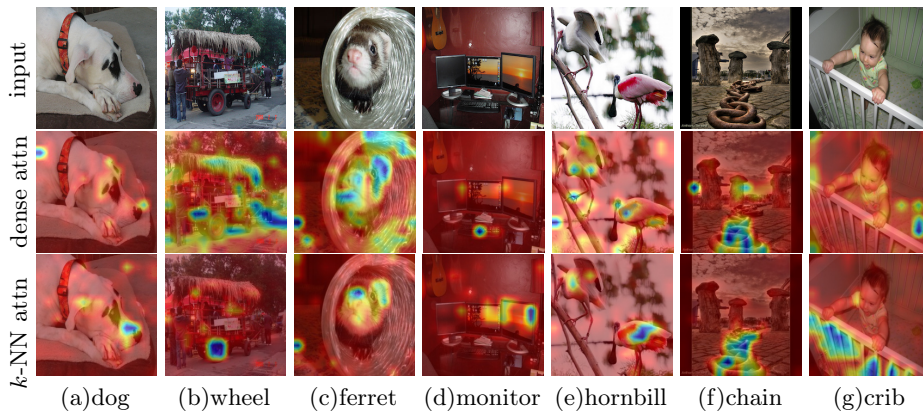 input
dense attn
k-NN attn
(a)dog (b)wheel (c)ferret (d)monitor (e)hornbill (f)chain (g)crib